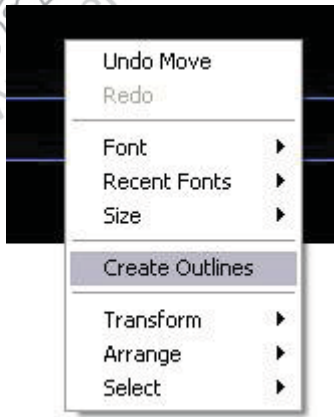 Undo Move
Redo
Font
Recent Fonts
Size
Create Outlines
Transform
Arrange
Select